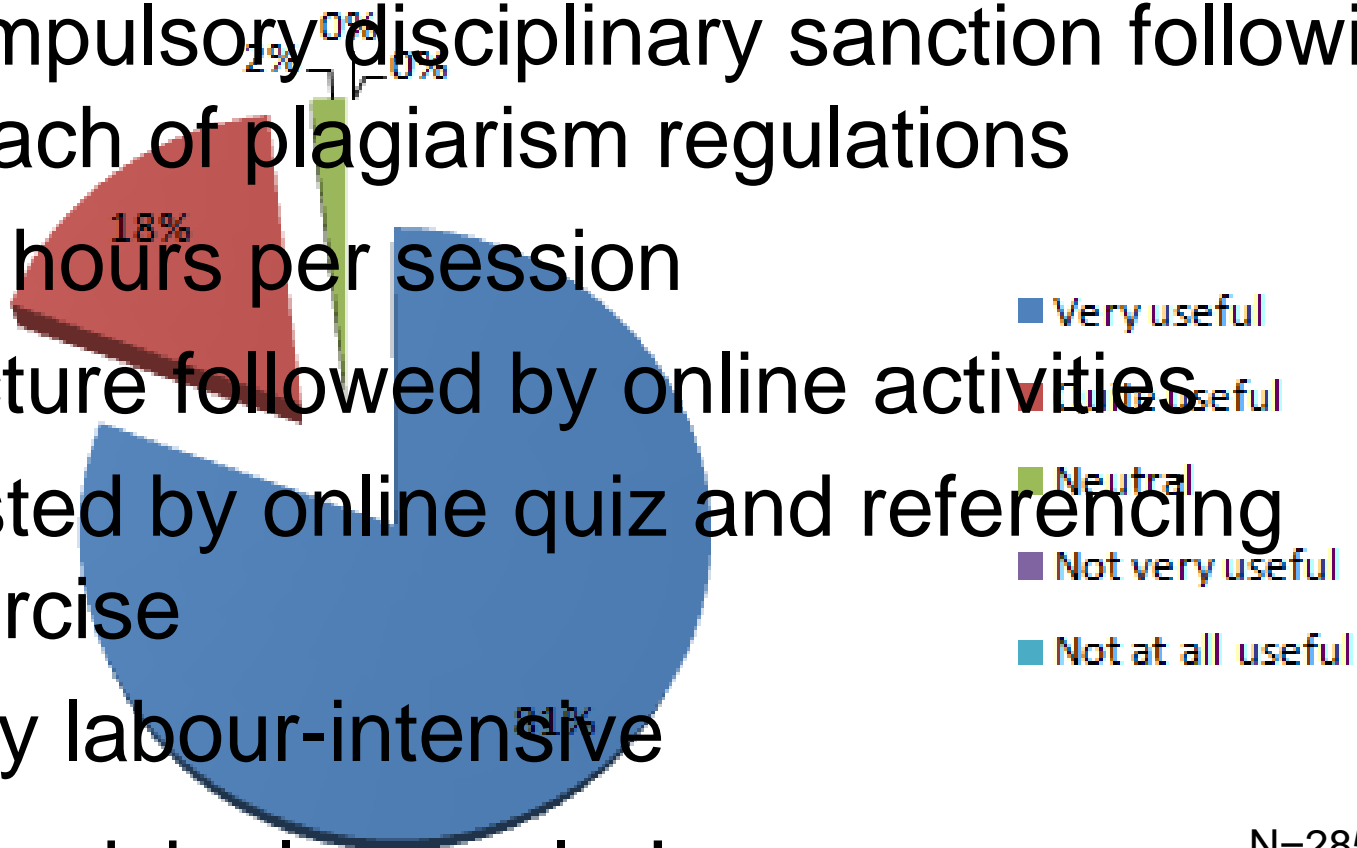 mpulsory disciplinary sanction followi
ach of plagiarism regulations
hours per session
cture followed by online activities
sted by online quiz and referencing
rcise
y labour-intensive
0%
2%
0%
18%
81%
Very useful
Quite useful
Neutral
Not very useful
Not at all useful